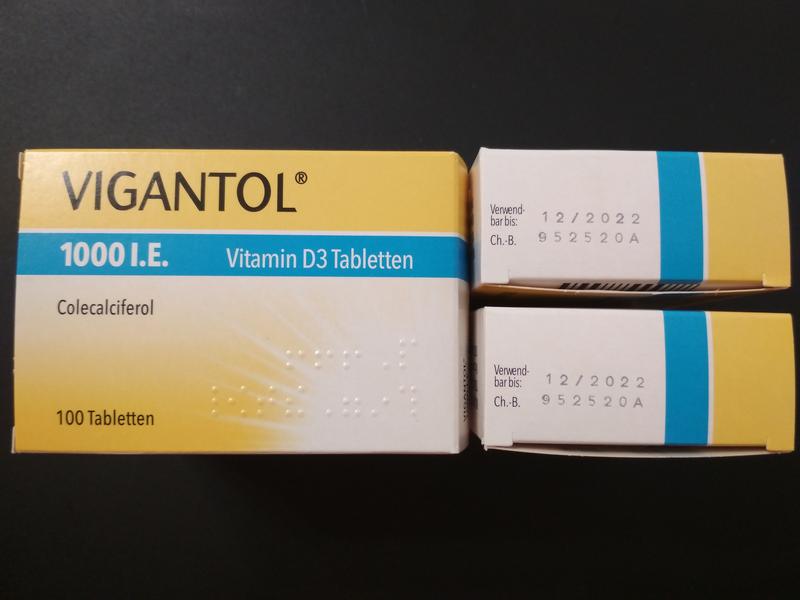 VIGANTOL®
1000 I.E. Vitamin D3 Tabletten
Colecalciferol
100 Tabletten
VIGANTOL®
Verwend-
bar bis: 12/2022
Ch.-B. 952520A
Verwend-
bar bis: 12/2022
Ch.-B. 952520A